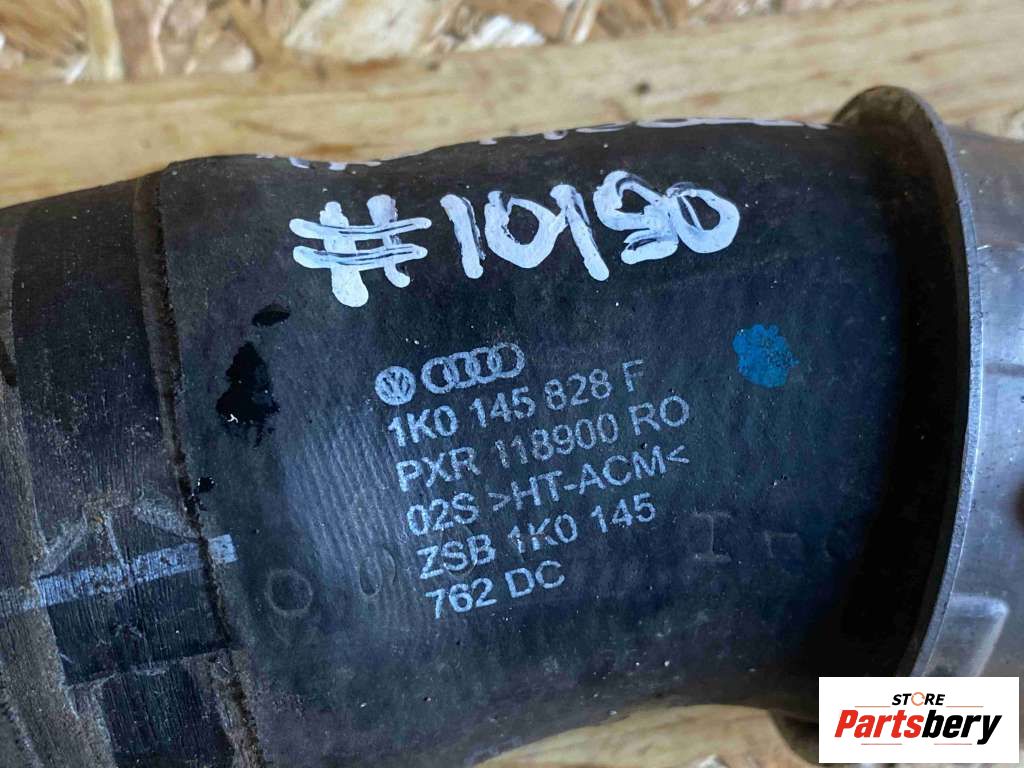 #10190
1K0 145 828 F
PXR 118900 RO
02S >HT-ACM<
ZSB 1K0 145
762 DC
STORE
Partsbery